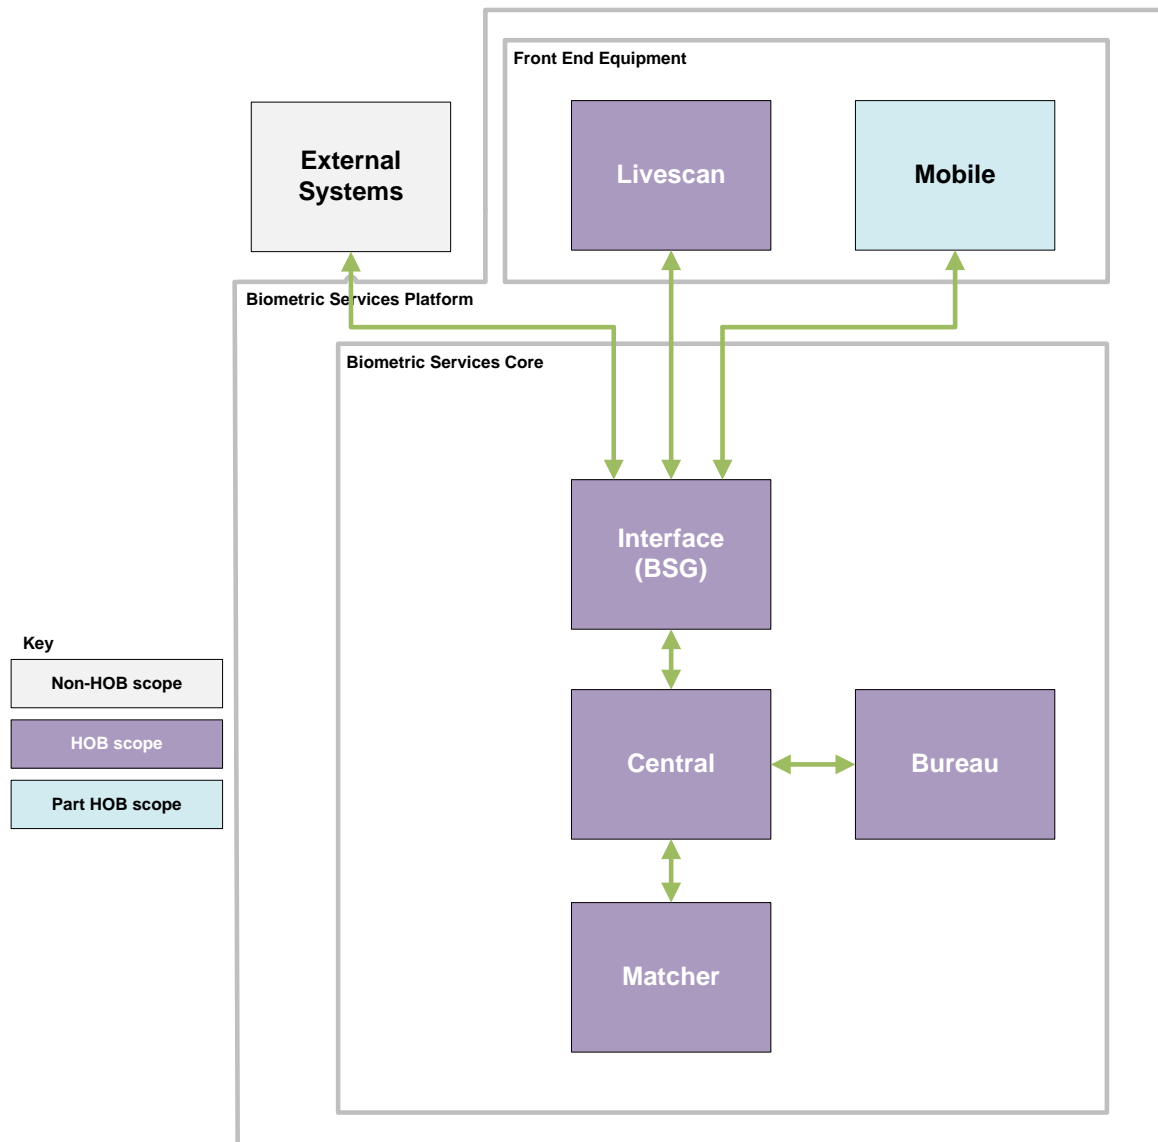 Front End Equipment
External
Systems
Livescan
Mobile
Biometric Services Platform
Biometric Services Core
Interface
(BSG)
Key
Non-HOB scope
HOB scope
Part HOB scope
Central
Bureau
Matcher